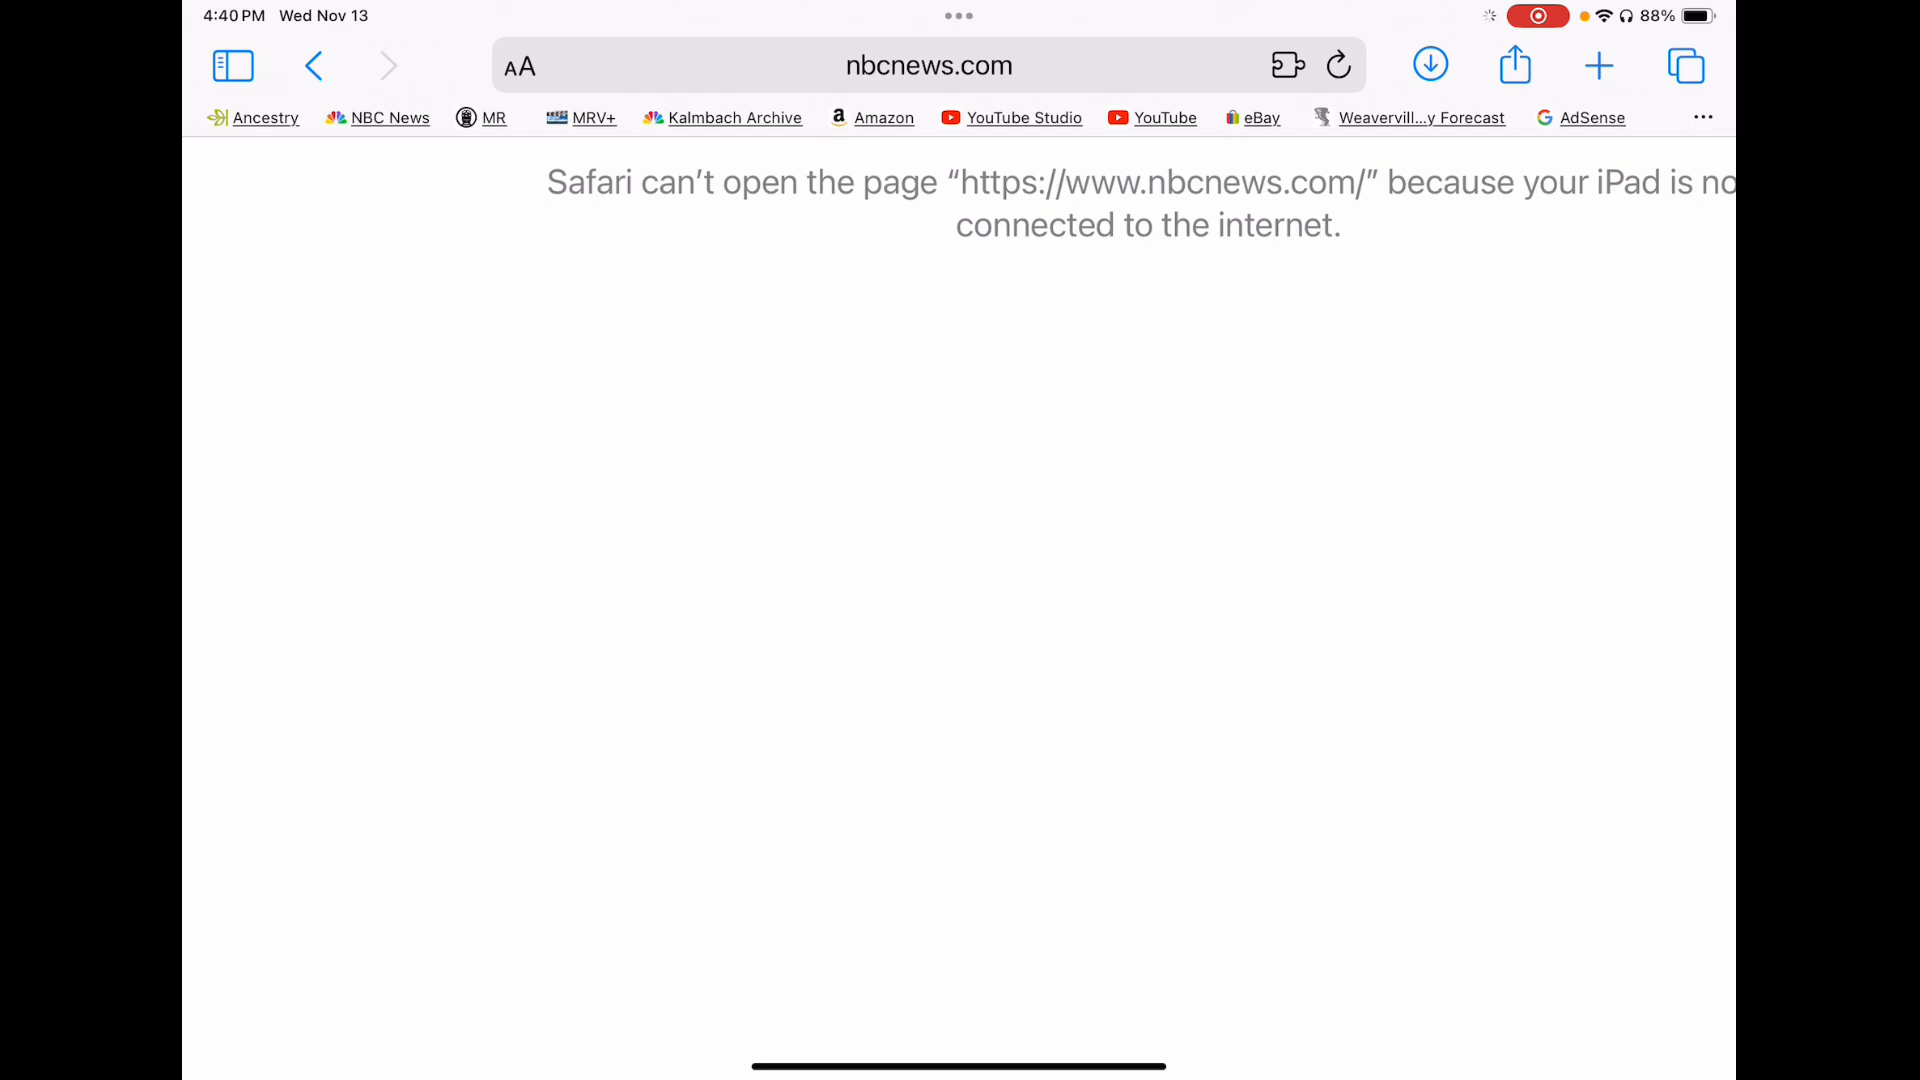 4:40 PM Wed Nov 13
88%
AA
nbcnews.com
Ancestry
NBC News
MR
MRV+
Kalmbach Archive
Amazon
YouTube Studio
YouTube
eBay
Weavervill...y Forecast
AdSense
Safari can’t open the page “https://www.nbcnews.com/” because your iPad is no
connected to the internet.